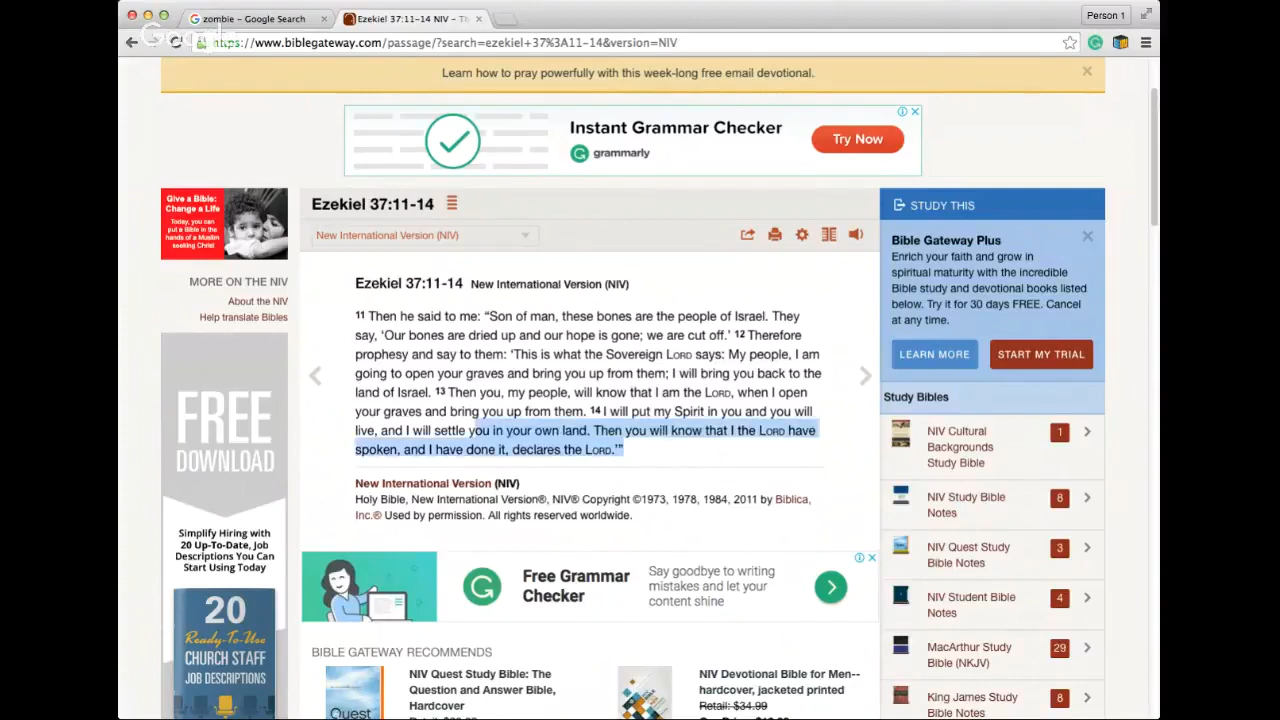 zombie - Google Search
Ezekiel 37:11-14 NIV - Th
Person 1
Google
https://www.biblegateway.com/passage/?search=ezekiel+37%3A11-14&version=NIV
Learn how to pray powerfully with this week-long free email devotional.
Instant Grammar Checker
grammarly
Try Now
Give a Bible:
Change a Life
Today, you can
put a Bible in the
hands of a Muslim
seeking Christ
MORE ON THE NIV
About the NIV
Help translate Bibles
FREE
DOWNLOAD
Simplify Hiring with
20 Up-To-Date, Job
Descriptions You Can
Start Using Today
20
Ready-To-Use
CHURCH STAFF
JOB DESCRIPTIONS
Ezekiel 37:11-14
New International Version (NIV)
Ezekiel 37:11-14 New International Version (NIV)
11 Then he said to me: “Son of man, these bones are the people of Israel. They
say, ‘Our bones are dried up and our hope is gone; we are cut off.’ 12 Therefore
prophesy and say to them: ‘This is what the Sovereign LORD says: My people, I am
going to open your graves and bring you up from them; I will bring you back to the
land of Israel. 13 Then you, my people, will know that I am the LORD, when I open
your graves and bring you up from them. 14 I will put my Spirit in you and you will
live, and I will settle you in your own land. Then you will know that I the LORD have
spoken, and I have done it, declares the LORD.’”
New International Version (NIV)
Holy Bible, New International Version®, NIV® Copyright ©1973, 1978, 1984, 2011 by Biblica,
Inc.® Used by permission. All rights reserved worldwide.
Free Grammar
Checker
Say goodbye to writing
mistakes and let your
content shine
BIBLE GATEWAY RECOMMENDS
NIV Quest Study Bible: The
Question and Answer Bible,
Hardcover
Quest
NIV Devotional Bible for Men--
hardcover, jacketed printed
Retail: $34.99
STUDY THIS
Bible Gateway Plus
Enrich your faith and grow in
spiritual maturity with the incredible
Bible study and devotional books listed
below. Try it for 30 days FREE. Cancel
at any time.
LEARN MORE
START MY TRIAL
Study Bibles
NIV Cultural
Backgrounds
Study Bible
1
NIV Study Bible
Notes
8
NIV Quest Study
Bible Notes
3
NIV Student Bible
Notes
4
MacArthur Study
Bible (NKJV)
29
King James Study
Bible Notes
8